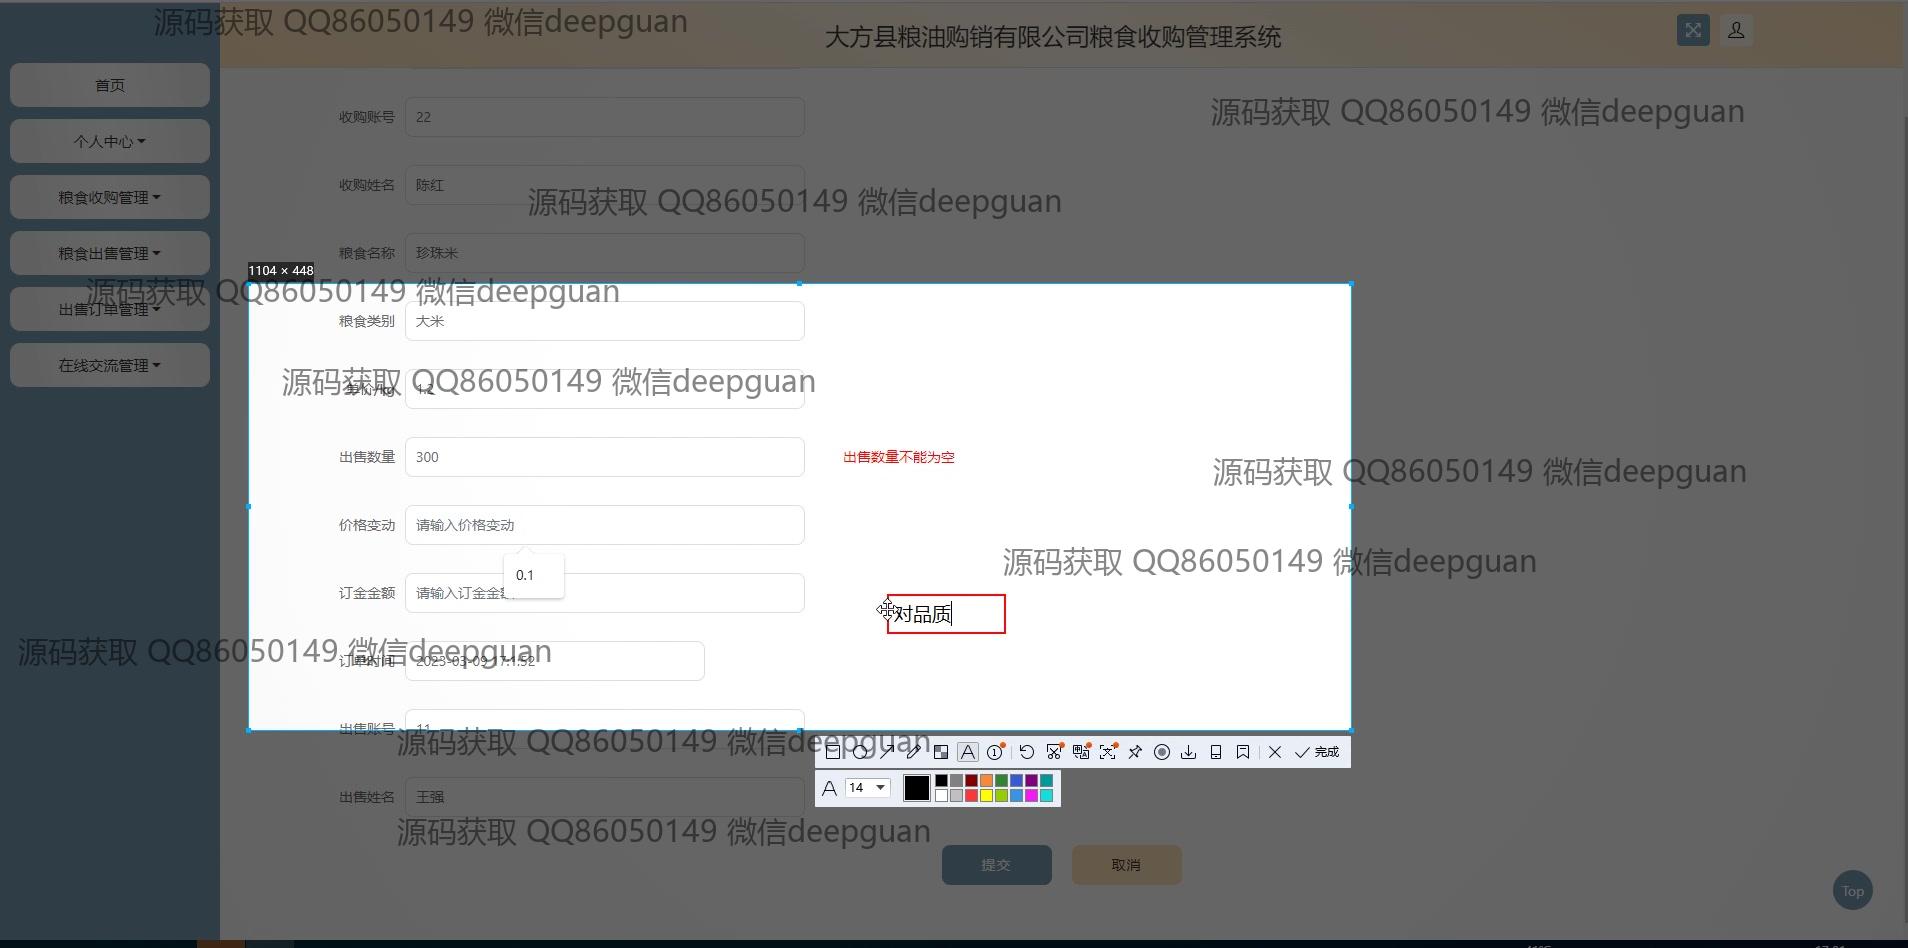 源码获取 QQ86050149 微信deepguan
大方县粮油购销有限公司粮食收购管理系统
首页
个人中心
粮食收购管理
粮食出售管理
出售订单管理
在线交流管理
收购账号 22
源码获取 QQ86050149 微信deepguan
收购姓名 陈红
源码获取 QQ86050149 微信deepguan
粮食名称 珍珠米
1104 × 448
源码获取 QQ86050149 微信deepguan
粮食类别 大米
源码获取 QQ86050149 微信deepguan
单价/kg 1.2
出售数量 300 出售数量不能为空
源码获取 QQ86050149 微信deepguan
价格变动 请输入价格变动
源码获取 QQ86050149 微信deepguan
0.1
订金金额 请输入订金金额
对品质
源码获取 QQ86050149 微信deepguan
订单时间 2023-03-09 17:1:52
出售账号 11
源码获取 QQ86050149 微信deepguan
完成
A 14
出售姓名 王强
源码获取 QQ86050149 微信deepguan
提交 取消
Top